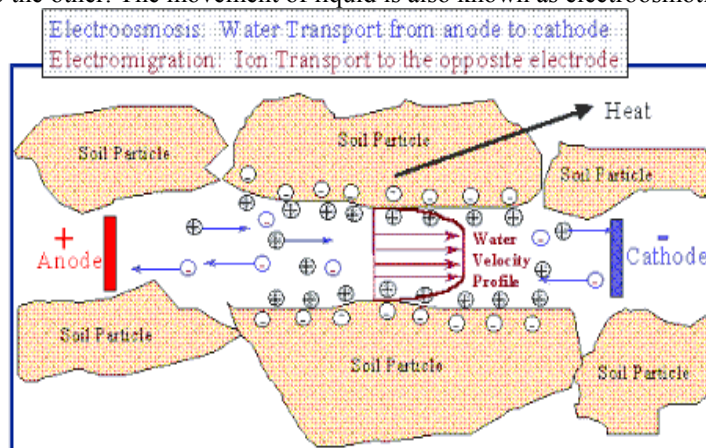 the other. The movement of liquid is also known as electroosmo
Electroosmosis: Water Transport from anode to cathode
Electromigration: Ion Transport to the opposite electrode
Heat
Soil Particle
Soil Particle
Soil Particle
+
Anode
Water
Velocity
Profile
-
Cathode
Soil Particle
Soil Particle
Soil Particle